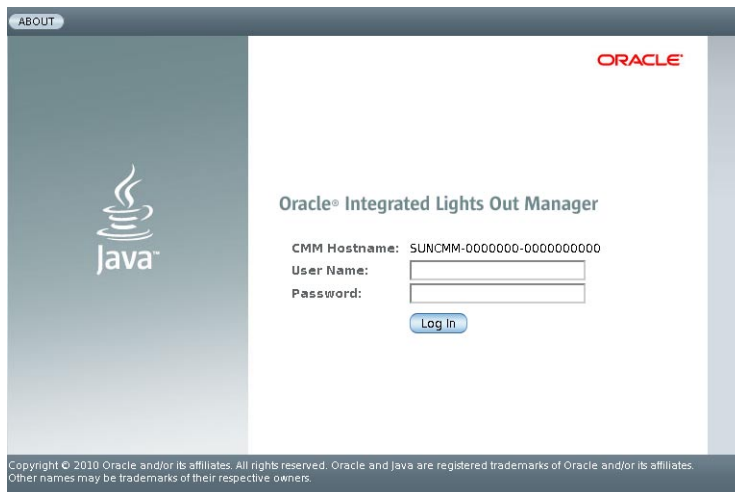 ABOUT
ORACLE®
Java™
Oracle® Integrated Lights Out Manager
CMM Hostname: SUNCMM-0000000-0000000000
User Name:
Password:
Log In
Copyright © 2010 Oracle and/or its affiliates. All rights reserved. Oracle and Java are registered trademarks of Oracle and/or its affiliates.
Other names may be trademarks of their respective owners.